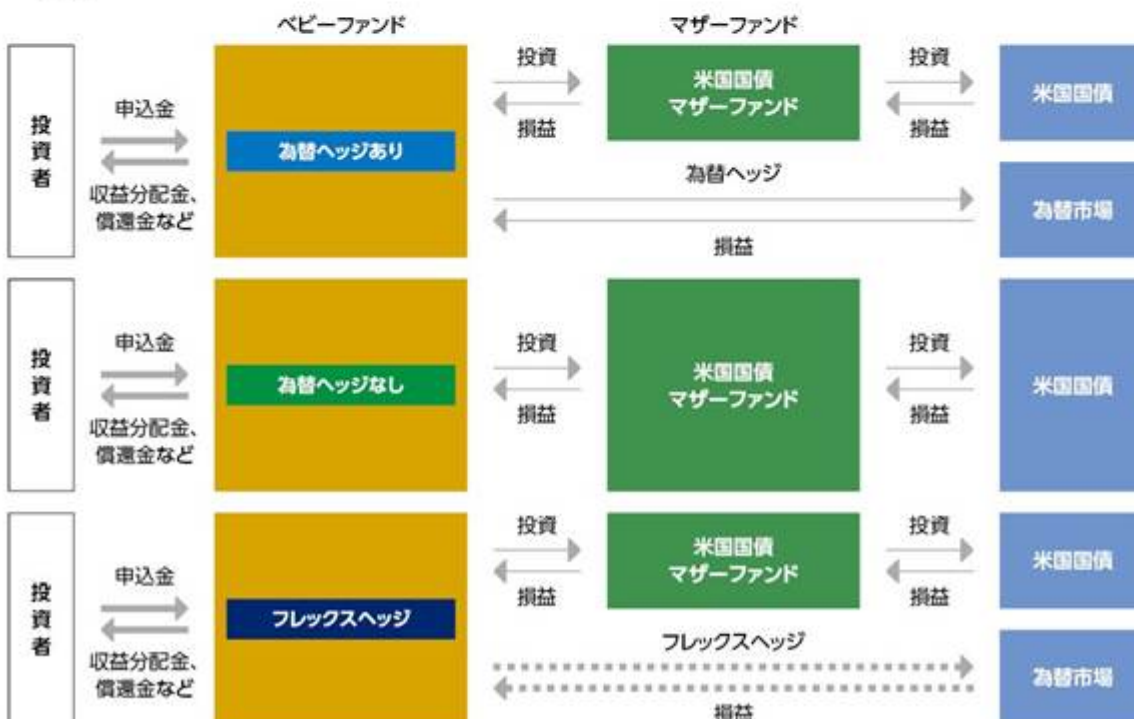 ベビーファンド
マザーファンド
投資者
申込金
収益分配金、
償還金など
為替ヘッジあり
投資
損益
米国国債
マザーファンド
投資
損益
米国国債
為替ヘッジ
損益
為替市場
投資者
申込金
収益分配金、
償還金など
為替ヘッジなし
投資
損益
米国国債
マザーファンド
投資
損益
米国国債
投資者
申込金
収益分配金、
償還金など
フレックスヘッジ
投資
損益
米国国債
マザーファンド
投資
損益
米国国債
フレックスヘッジ
損益
為替市場